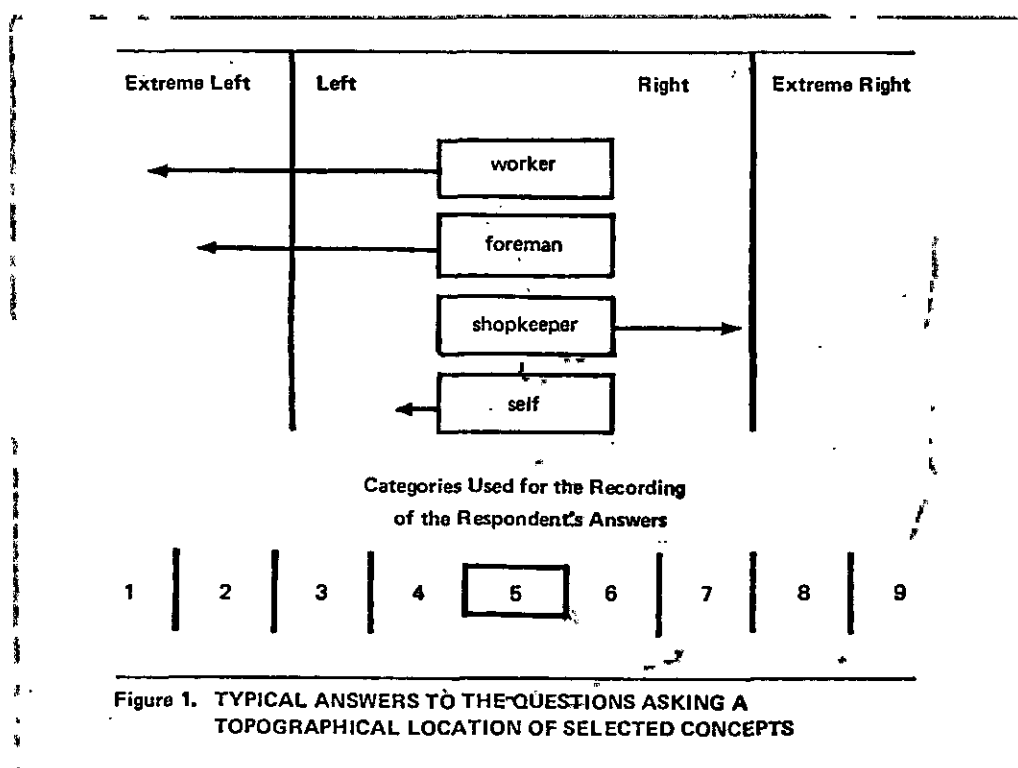 Extreme Left Left Right Extreme Right
worker
foreman
shopkeeper
self
Categories Used for the Recording
of the Respondent's Answers
1 2 3 4 5 6 7 8 9
Figure 1. TYPICAL ANSWERS TO THE QUESTIONS ASKING A
TOPOGRAPHICAL LOCATION OF SELECTED CONCEPTS